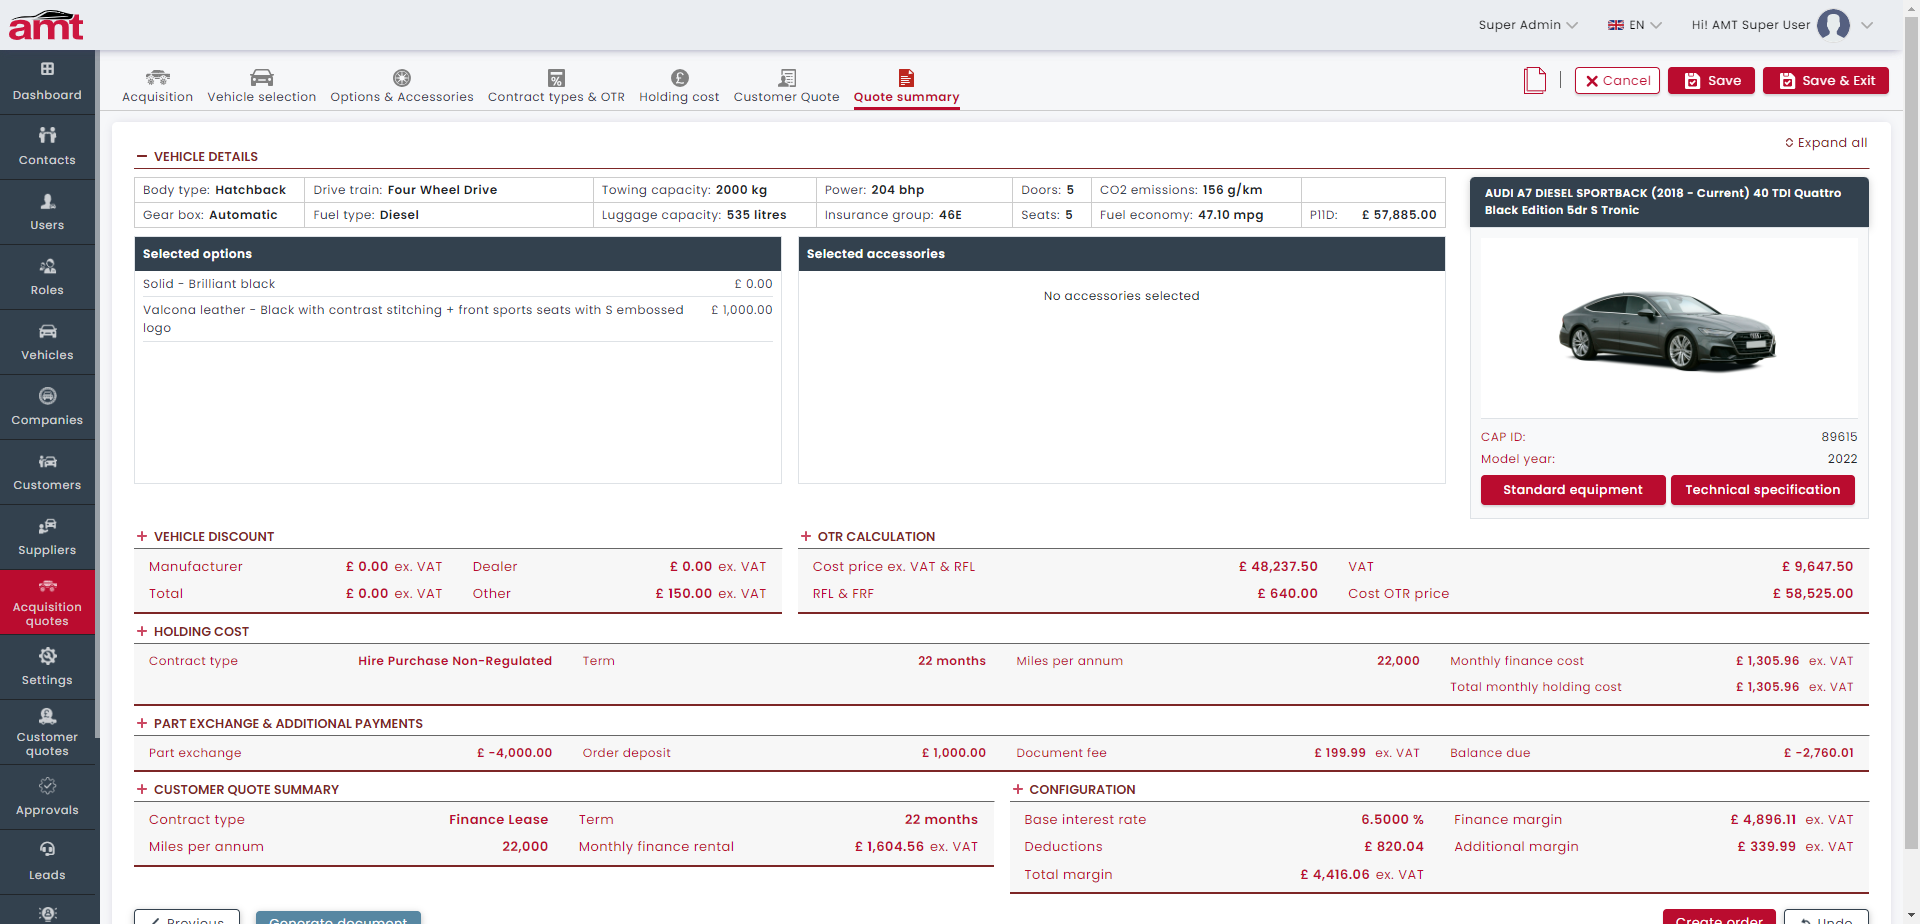 amt
Super Admin
EN
Hi! AMT Super User
Dashboard
Contacts
Users
Roles
Vehicles
Companies
Customers
Suppliers
Acquisition
quotes
Settings
Customer
quotes
Approvals
Leads
Acquisition
Vehicle selection
Options & Accessories
Contract types & OTR
Holding cost
Customer Quote
Quote summary
Cancel
Save
Save & Exit
Expand all
VEHICLE DETAILS
Body type: Hatchback Drive train: Four Wheel Drive Towing capacity: 2000 kg Power: 204 bhp Doors: 5 CO2 emissions: 156 g/km
Gear box: Automatic Fuel type: Diesel Luggage capacity: 535 litres Insurance group: 46E Seats: 5 Fuel economy: 47.10 mpg P11D: £ 57,885.00
Selected options
Solid - Brilliant black £ 0.00
Valcona leather - Black with contrast stitching + front sports seats with S embossed £ 1,000.00
logo
Selected accessories
No accessories selected
AUDI A7 DIESEL SPORTBACK (2018 - Current) 40 TDI Quattro
Black Edition 5dr S Tronic
CAP ID: 89615
Model year: 2022
Standard equipment
Technical specification
VEHICLE DISCOUNT
Manufacturer £ 0.00 ex. VAT Dealer £ 0.00 ex. VAT
Total £ 0.00 ex. VAT Other £ 150.00 ex. VAT
OTR CALCULATION
Cost price ex. VAT & RFL £ 48,237.50 VAT £ 9,647.50
RFL & FRF £ 640.00 Cost OTR price £ 58,525.00
HOLDING COST
Contract type Hire Purchase Non-Regulated Term 22 months Miles per annum 22,000 Monthly finance cost £ 1,305.96 ex. VAT
Total monthly holding cost £ 1,305.96 ex. VAT
PART EXCHANGE & ADDITIONAL PAYMENTS
Part exchange £ -4,000.00 Order deposit £ 1,000.00 Document fee £ 199.99 ex. VAT Balance due £ -2,760.01
CUSTOMER QUOTE SUMMARY
Contract type Finance Lease Term 22 months
Miles per annum 22,000 Monthly finance rental £ 1,604.56 ex. VAT
CONFIGURATION
Base interest rate 6.5000 % Finance margin £ 4,896.11 ex. VAT
Deductions £ 820.04 Additional margin £ 339.99 ex. VAT
Total margin £ 4,416.06 ex. VAT
Previous
Generate document
Create order
Undo